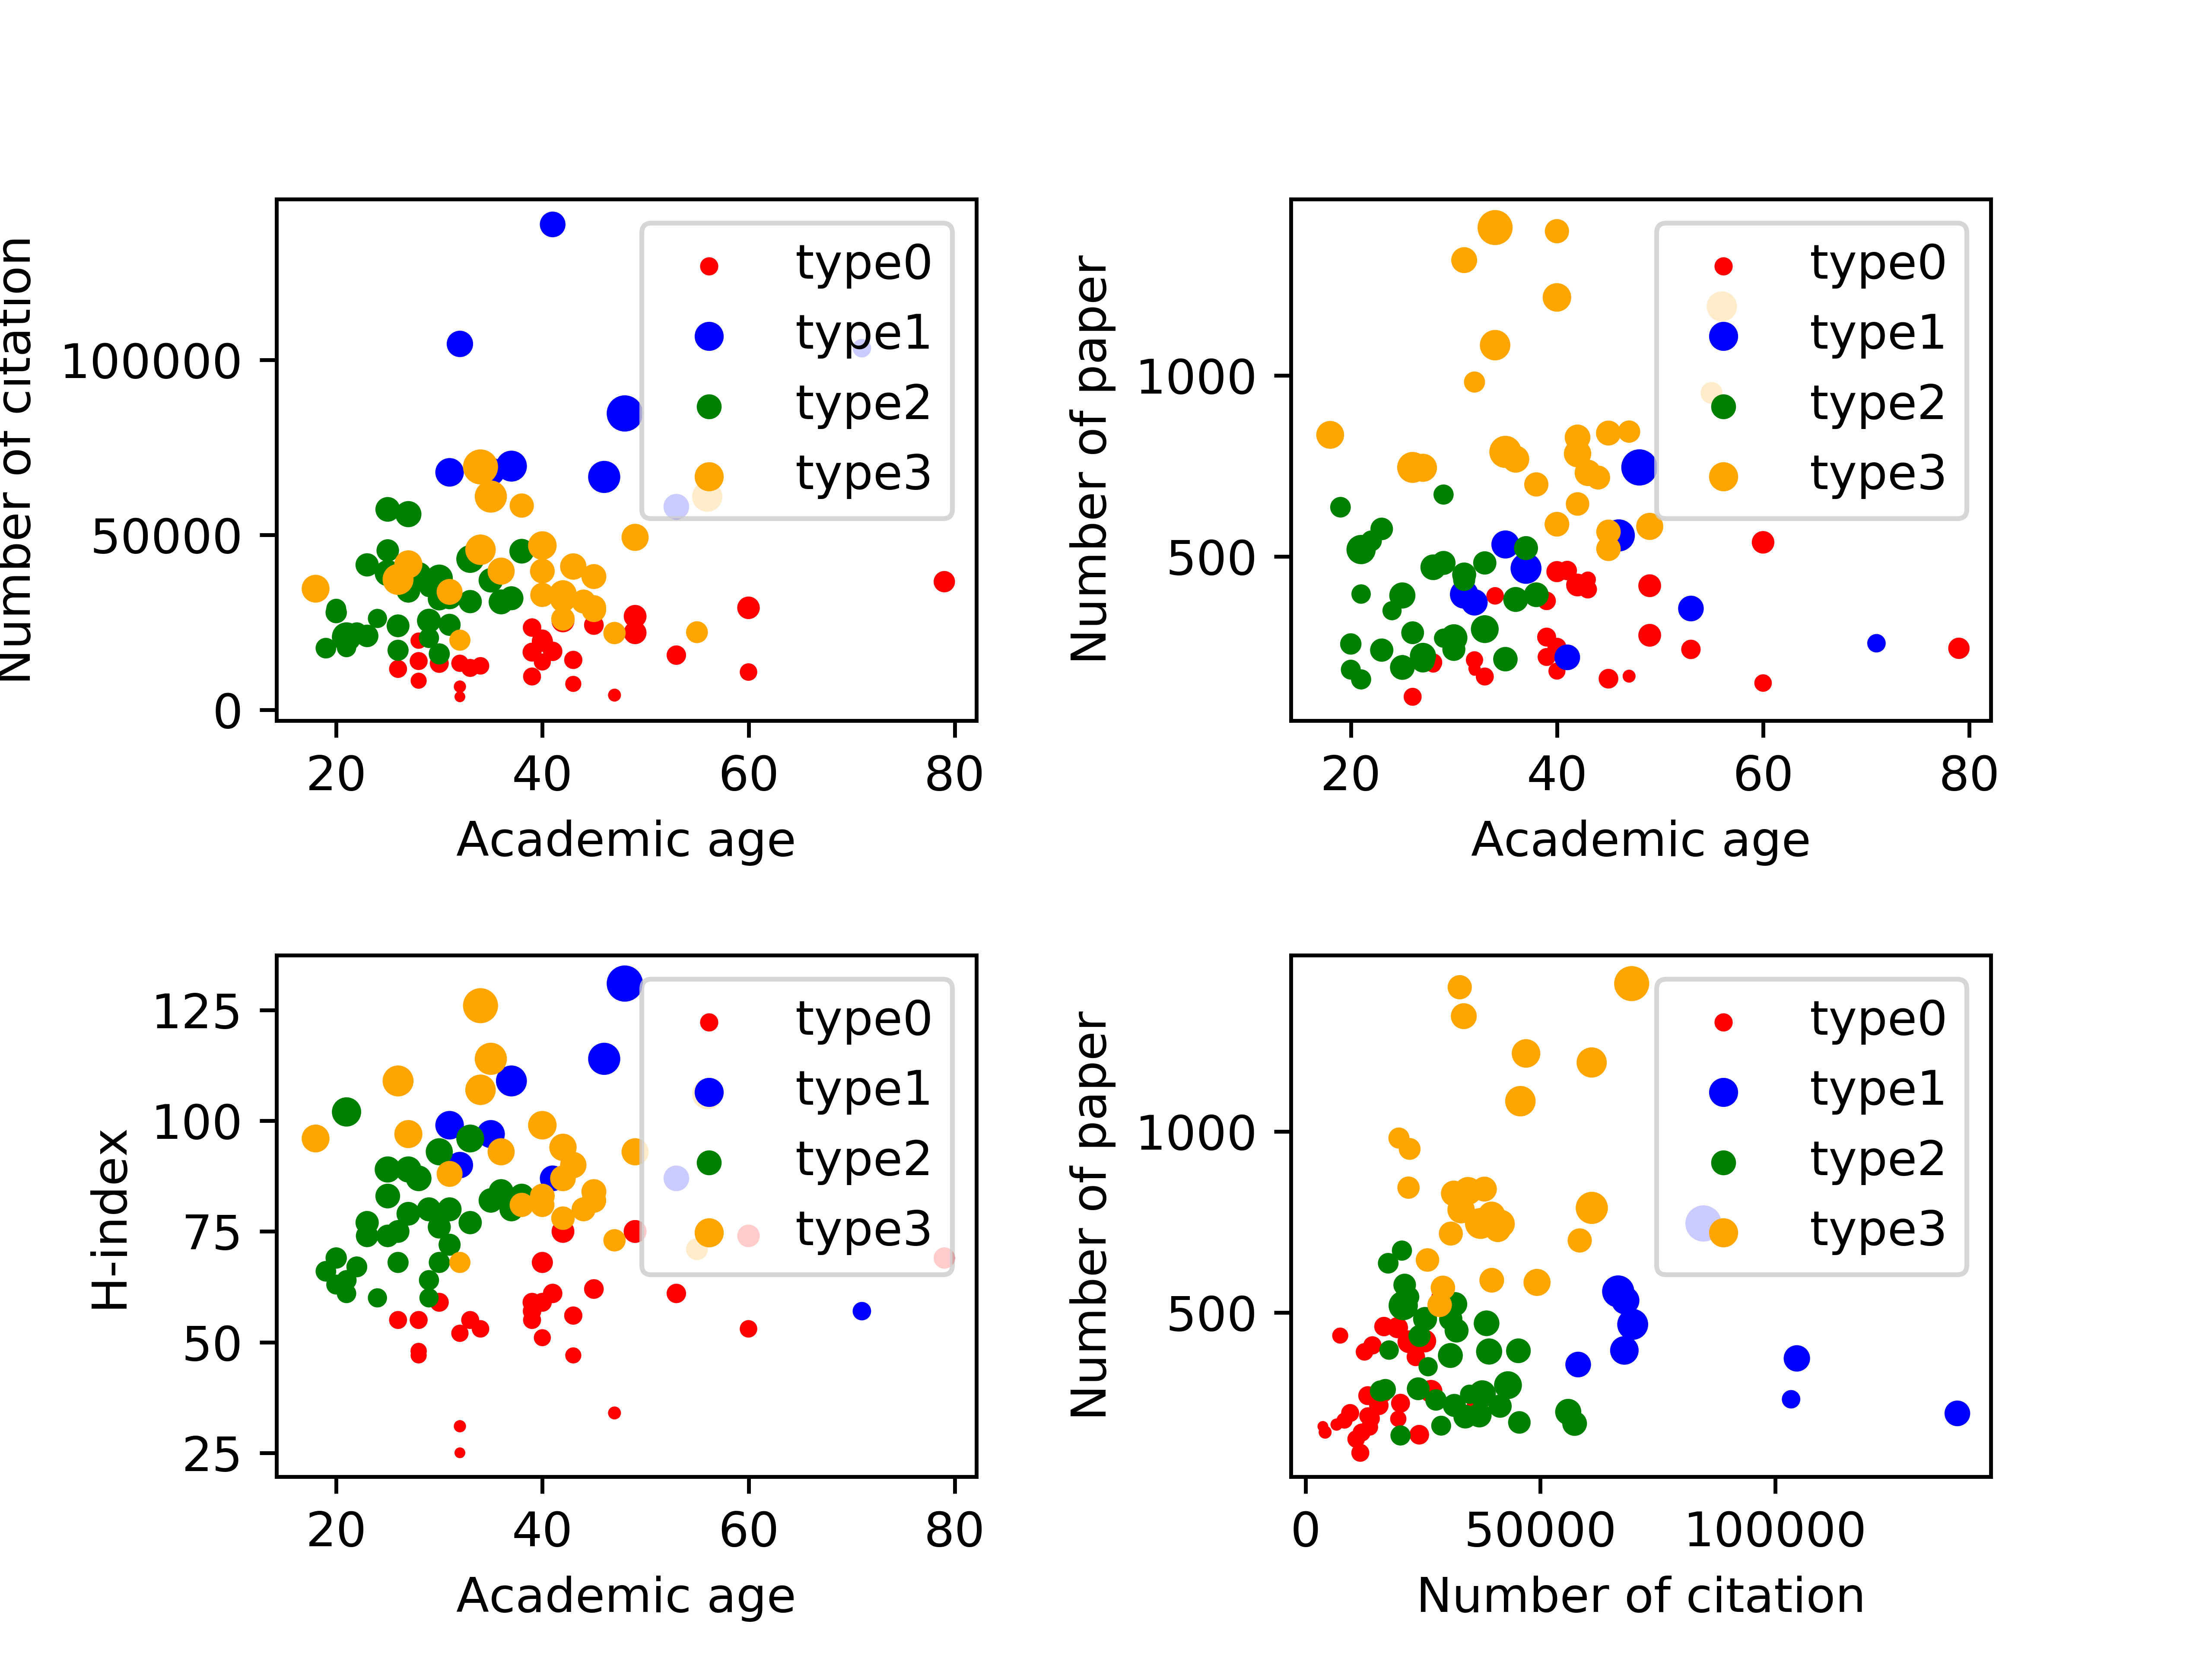 Number of citation
100000
50000
0
type0
type1
type2
type3
20 40 60 80
Academic age
Number of paper
1000
500
type0
type1
type2
type3
20 40 60 80
Academic age
H-index
125
100
75
50
25
type0
type1
type2
type3
20 40 60 80
Academic age
Number of paper
1000
500
type0
type1
type2
type3
0 50000 100000
Number of citation